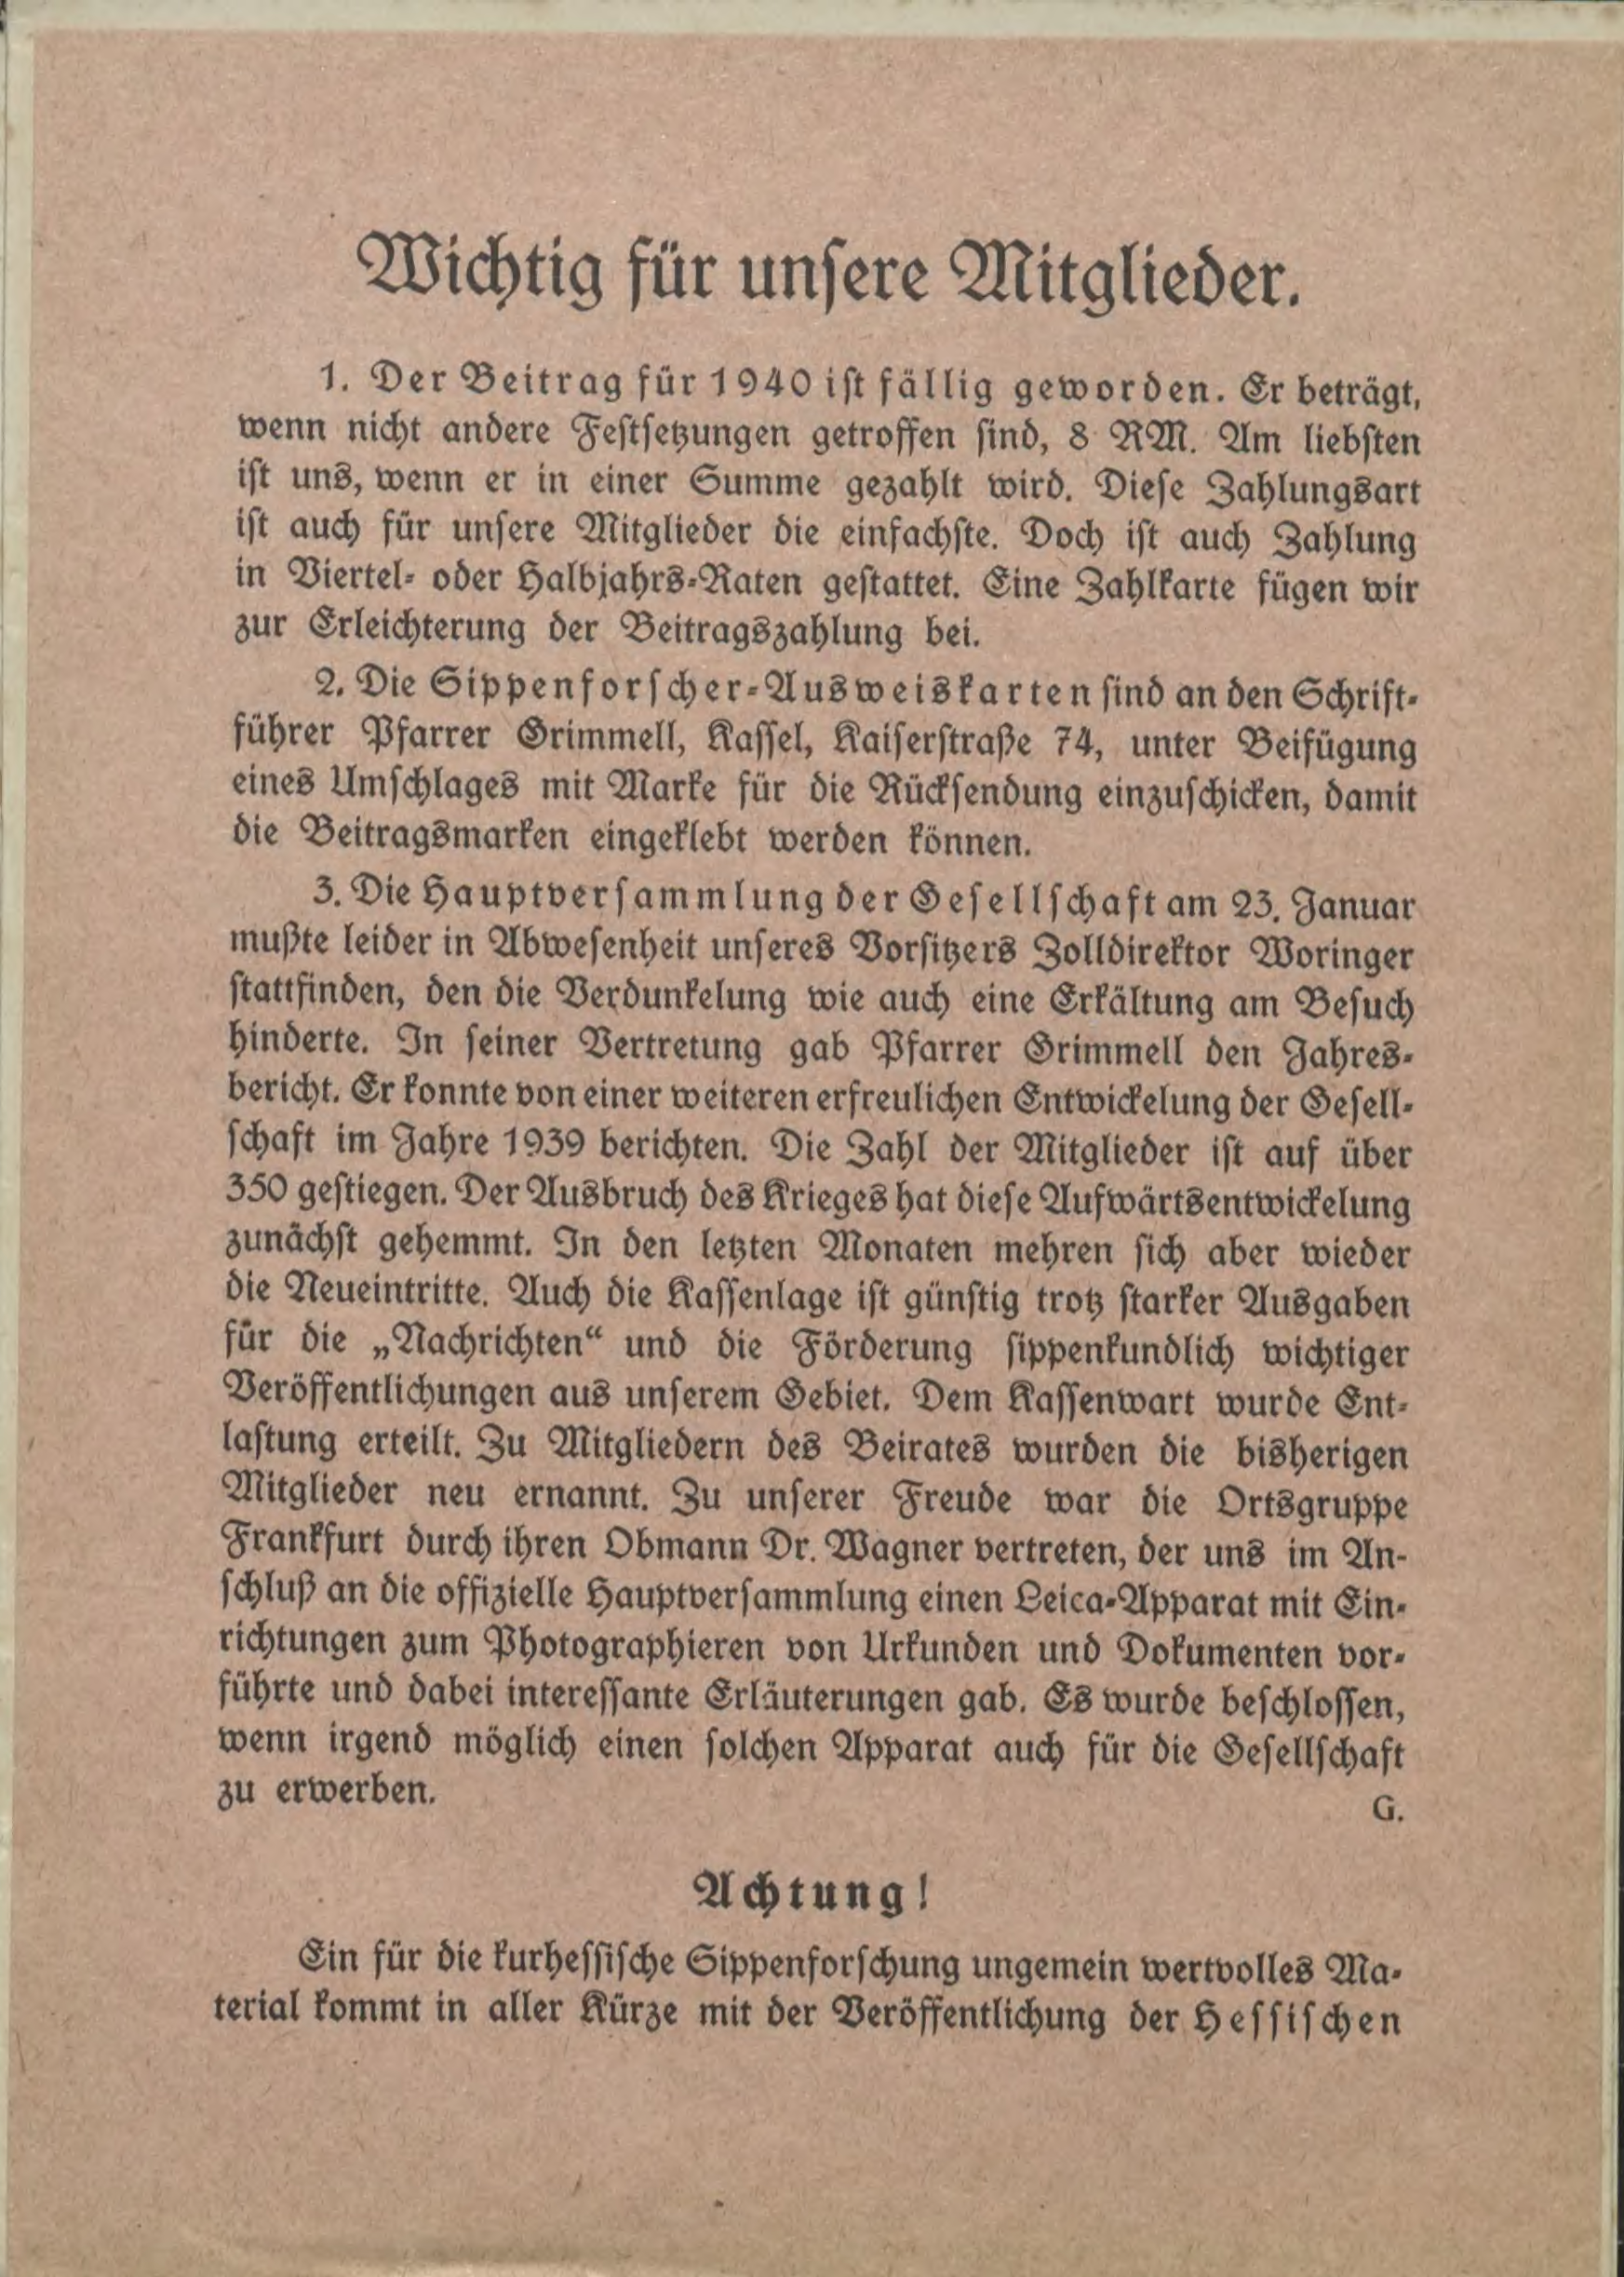 Wichtig für unsere Mitglieder.
1. Der Beitrag für 1940 ist fällig geworden. Er beträgt,
wenn nicht andere Festsetzungen getroffen sind, 8 RM. Am liebsten
ist uns, wenn er in einer Summe gezahlt wird. Diese Zahlungsart
ist auch für unsere Mitglieder die einfachste. Doch ist auch Zahlung
in Viertel- oder Halbjahrs-Raten gestattet. Eine Zahlkarte fügen wir
zur Erleichterung der Beitragszahlung bei.
2. Die Sippenforscher-Ausweiskarten sind an den Schrift-
führer Pfarrer Grimmell, Kassel, Kaiserstraße 74, unter Beifügung
eines Umschlages mit Marke für die Rücksendung einzuschicken, damit
die Beitragsmarken eingeklebt werden können.
3. Die Hauptversammlung der Gesellschaft am 23. Januar
mußte leider in Abwesenheit unseres Vorsitzers Zolldirektor Woringer
stattfinden, den die Verdunkelung wie auch eine Erkältung am Besuch
hinderte. In seiner Vertretung gab Pfarrer Grimmell den Jahres-
bericht. Er konnte von einer weiteren erfreulichen Entwickelung der Gesell-
schaft im Jahre 1939 berichten. Die Zahl der Mitglieder ist auf über
350 gestiegen. Der Ausbruch des Krieges hat diese Aufwärtsentwickelung
zunächst gehemmt. In den letzten Monaten mehren sich aber wieder
die Neueintritte. Auch die Kassenlage ist günstig trotz starker Ausgaben
für die „Nachrichten“ und die Förderung sippenkundlich wichtiger
Veröffentlichungen aus unserem Gebiet. Dem Kassenwart wurde Ent-
lastung erteilt. Zu Mitgliedern des Beirates wurden die bisherigen
Mitglieder neu ernannt. Zu unserer Freude war die Ortsgruppe
Frankfurt durch ihren Obmann Dr. Wagner vertreten, der uns im An-
schluß an die offizielle Hauptversammlung einen Leica-Apparat mit Ein-
richtungen zum Photographieren von Urkunden und Dokumenten vor-
führte und dabei interessante Erläuterungen gab. Es wurde beschlossen,
wenn irgend möglich einen solchen Apparat auch für die Gesellschaft
zu erwerben.
G.
Achtung!
Ein für die kurhessische Sippenforschung ungemein wertvolles Ma-
terial kommt in aller Kürze mit der Veröffentlichung der Hessischen